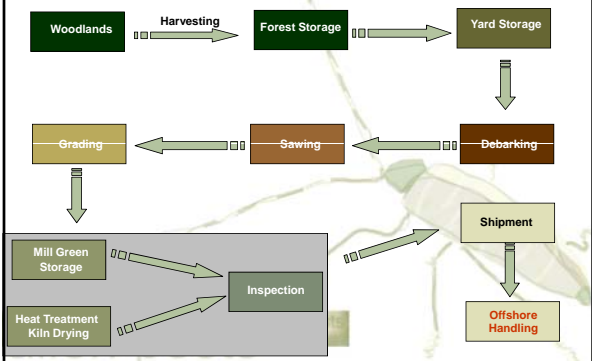 Woodlands
Harvesting
Forest Storage
Yard Storage
Grading
Sawing
Debarking
Mill Green
Storage
Inspection
Shipment
Heat Treatment
Kiln Drying
Offshore
Handling